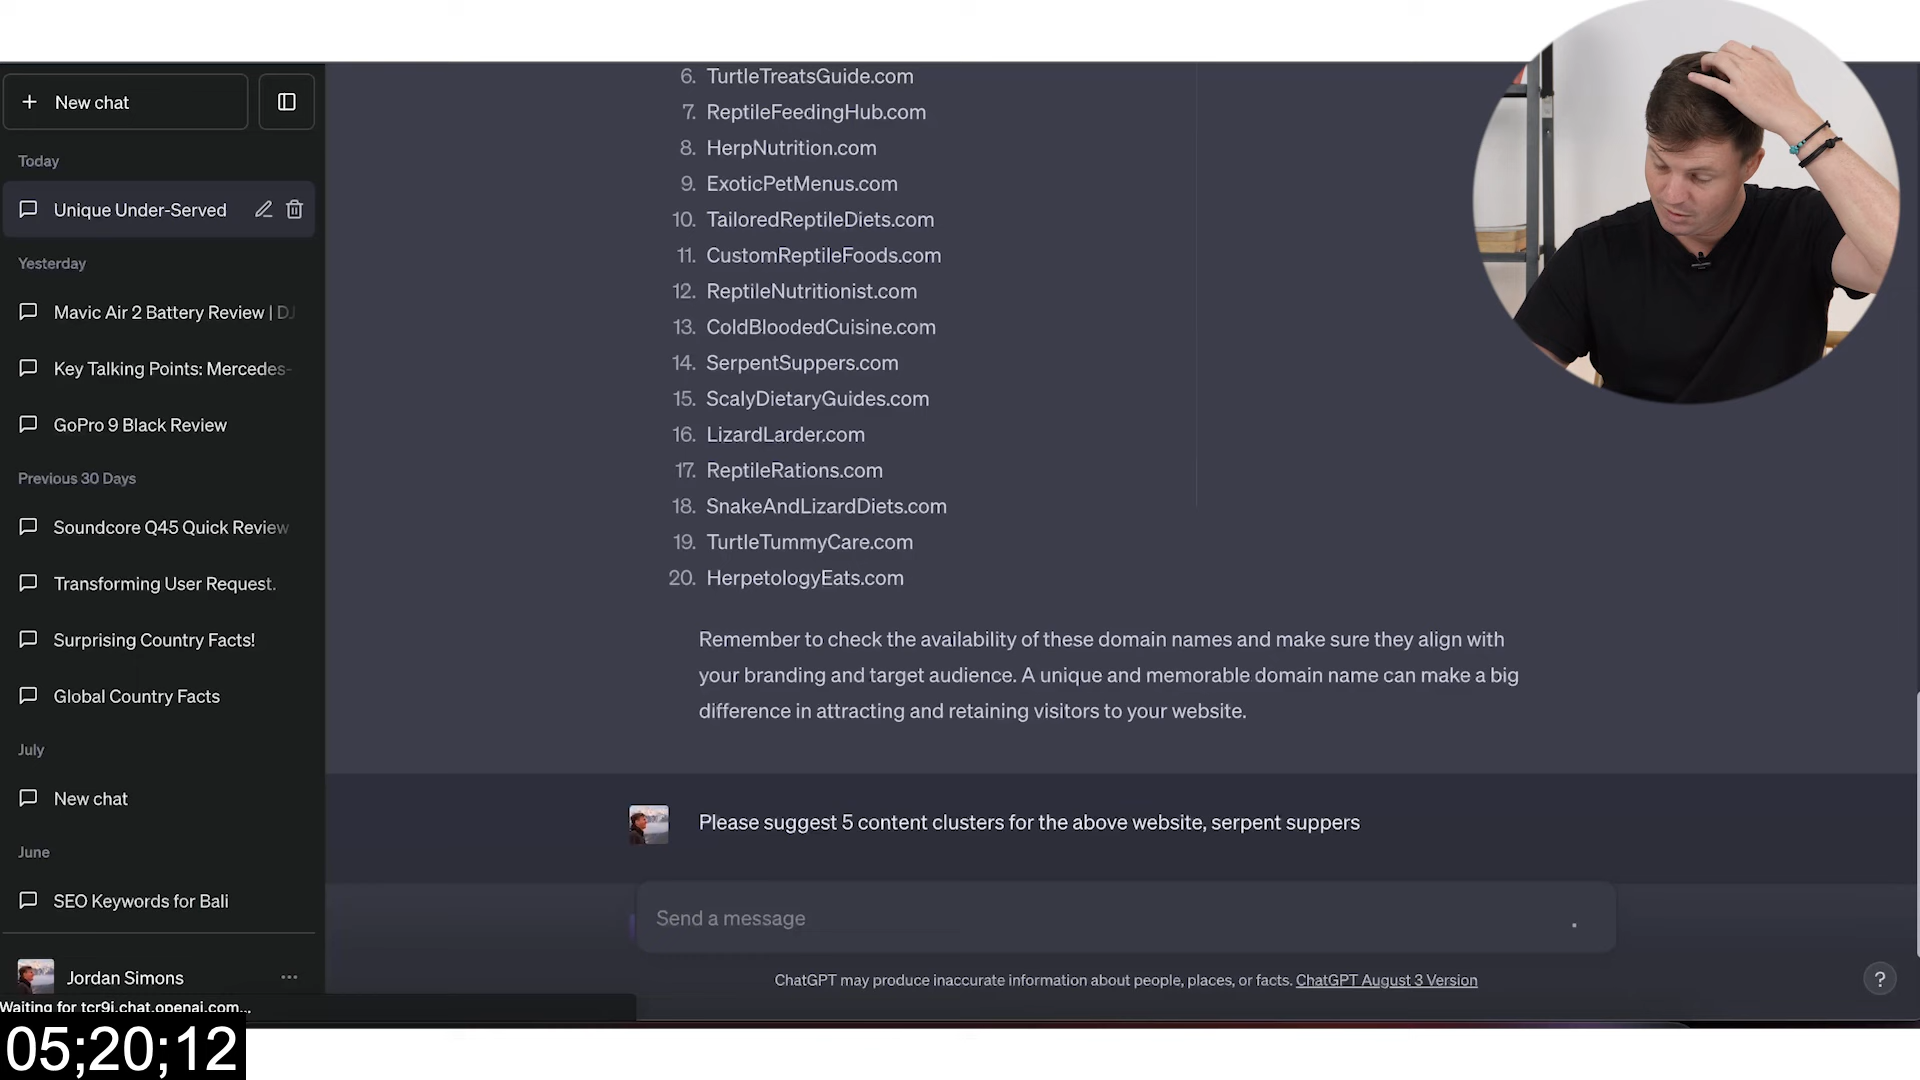 New chat
Today
Unique Under-Served
Yesterday
Mavic Air 2 Battery Review | DJ
Key Talking Points: Mercedes-
GoPro 9 Black Review
Previous 30 Days
Soundcore Q45 Quick Review
Transforming User Request.
Surprising Country Facts!
Global Country Facts
July
New chat
June
SEO Keywords for Bali
Jordan Simons
Waiting for tcr9i.chat.openai.com...
05;20;12
6. TurtleTreatsGuide.com
7. ReptileFeedingHub.com
8. HerpNutrition.com
9. ExoticPetMenus.com
10. TailoredReptileDiets.com
11. CustomReptileFoods.com
12. ReptileNutritionist.com
13. ColdBloodedCuisine.com
14. SerpentSuppers.com
15. ScalyDietaryGuides.com
16. LizardLarder.com
17. ReptileRations.com
18. SnakeAndLizardDiets.com
19. TurtleTummyCare.com
20. HerpetologyEats.com
Remember to check the availability of these domain names and make sure they align with
your branding and target audience. A unique and memorable domain name can make a big
difference in attracting and retaining visitors to your website.
Please suggest 5 content clusters for the above website, serpent suppers
Send a message
ChatGPT may produce inaccurate information about people, places, or facts. ChatGPT August 3 Version
?